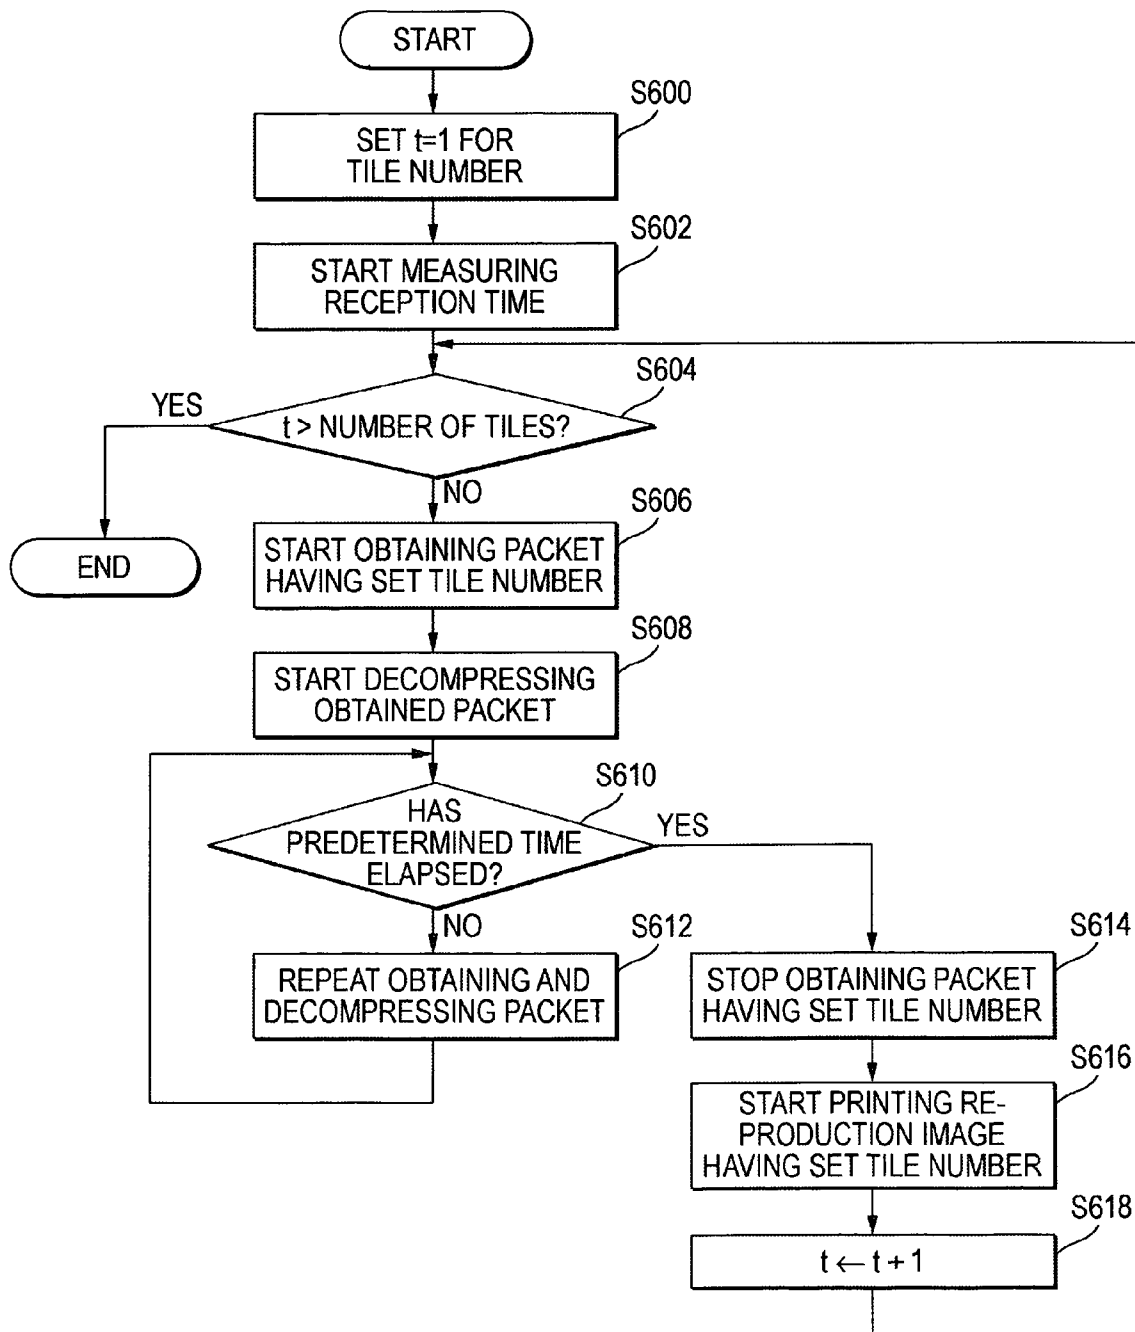 START
S600
SET t=1 FOR
TILE NUMBER
S602
START MEASURING
RECEPTION TIME
S604
YES
t > NUMBER OF TILES?
NO
END
S606
START OBTAINING PACKET
HAVING SET TILE NUMBER
S608
START DECOMPRESSING
OBTAINED PACKET
S610
HAS
PREDETERMINED TIME
ELAPSED?
YES
NO
S612
REPEAT OBTAINING AND
DECOMPRESSING PACKET
S614
STOP OBTAINING PACKET
HAVING SET TILE NUMBER
S616
START PRINTING RE-
PRODUCTION IMAGE
HAVING SET TILE NUMBER
S618
t ← t + 1